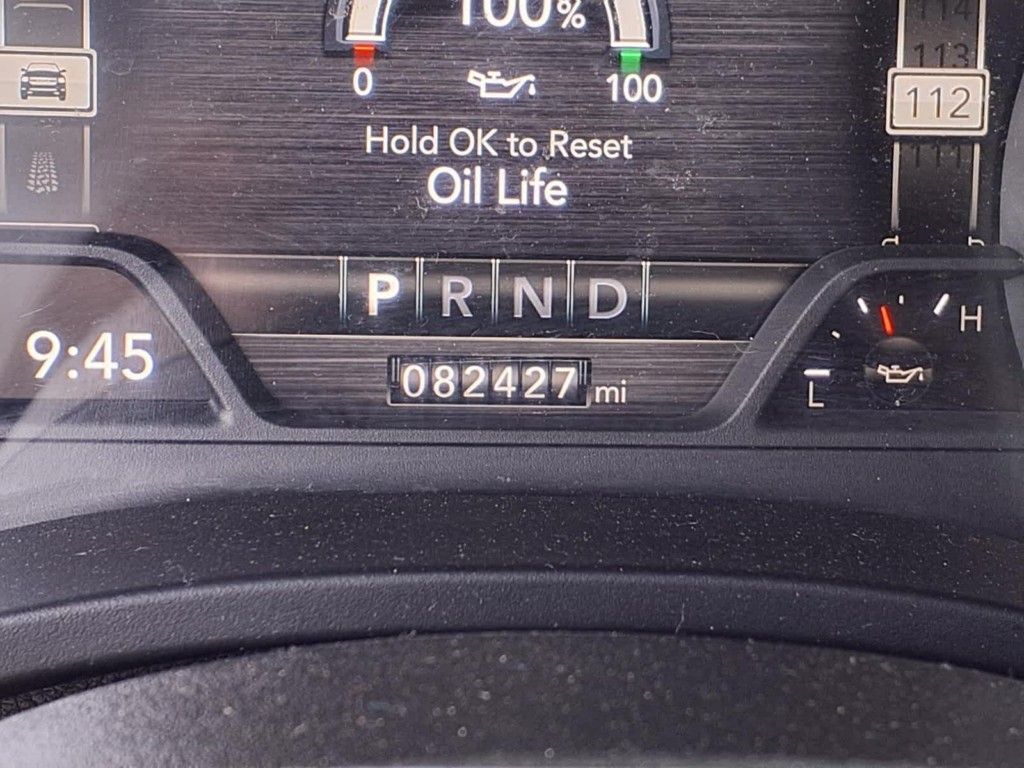 100%
114
113
0
100
112
111
Hold OK to Reset
Oil Life
P R N D
9:45
H
082427 mi
L